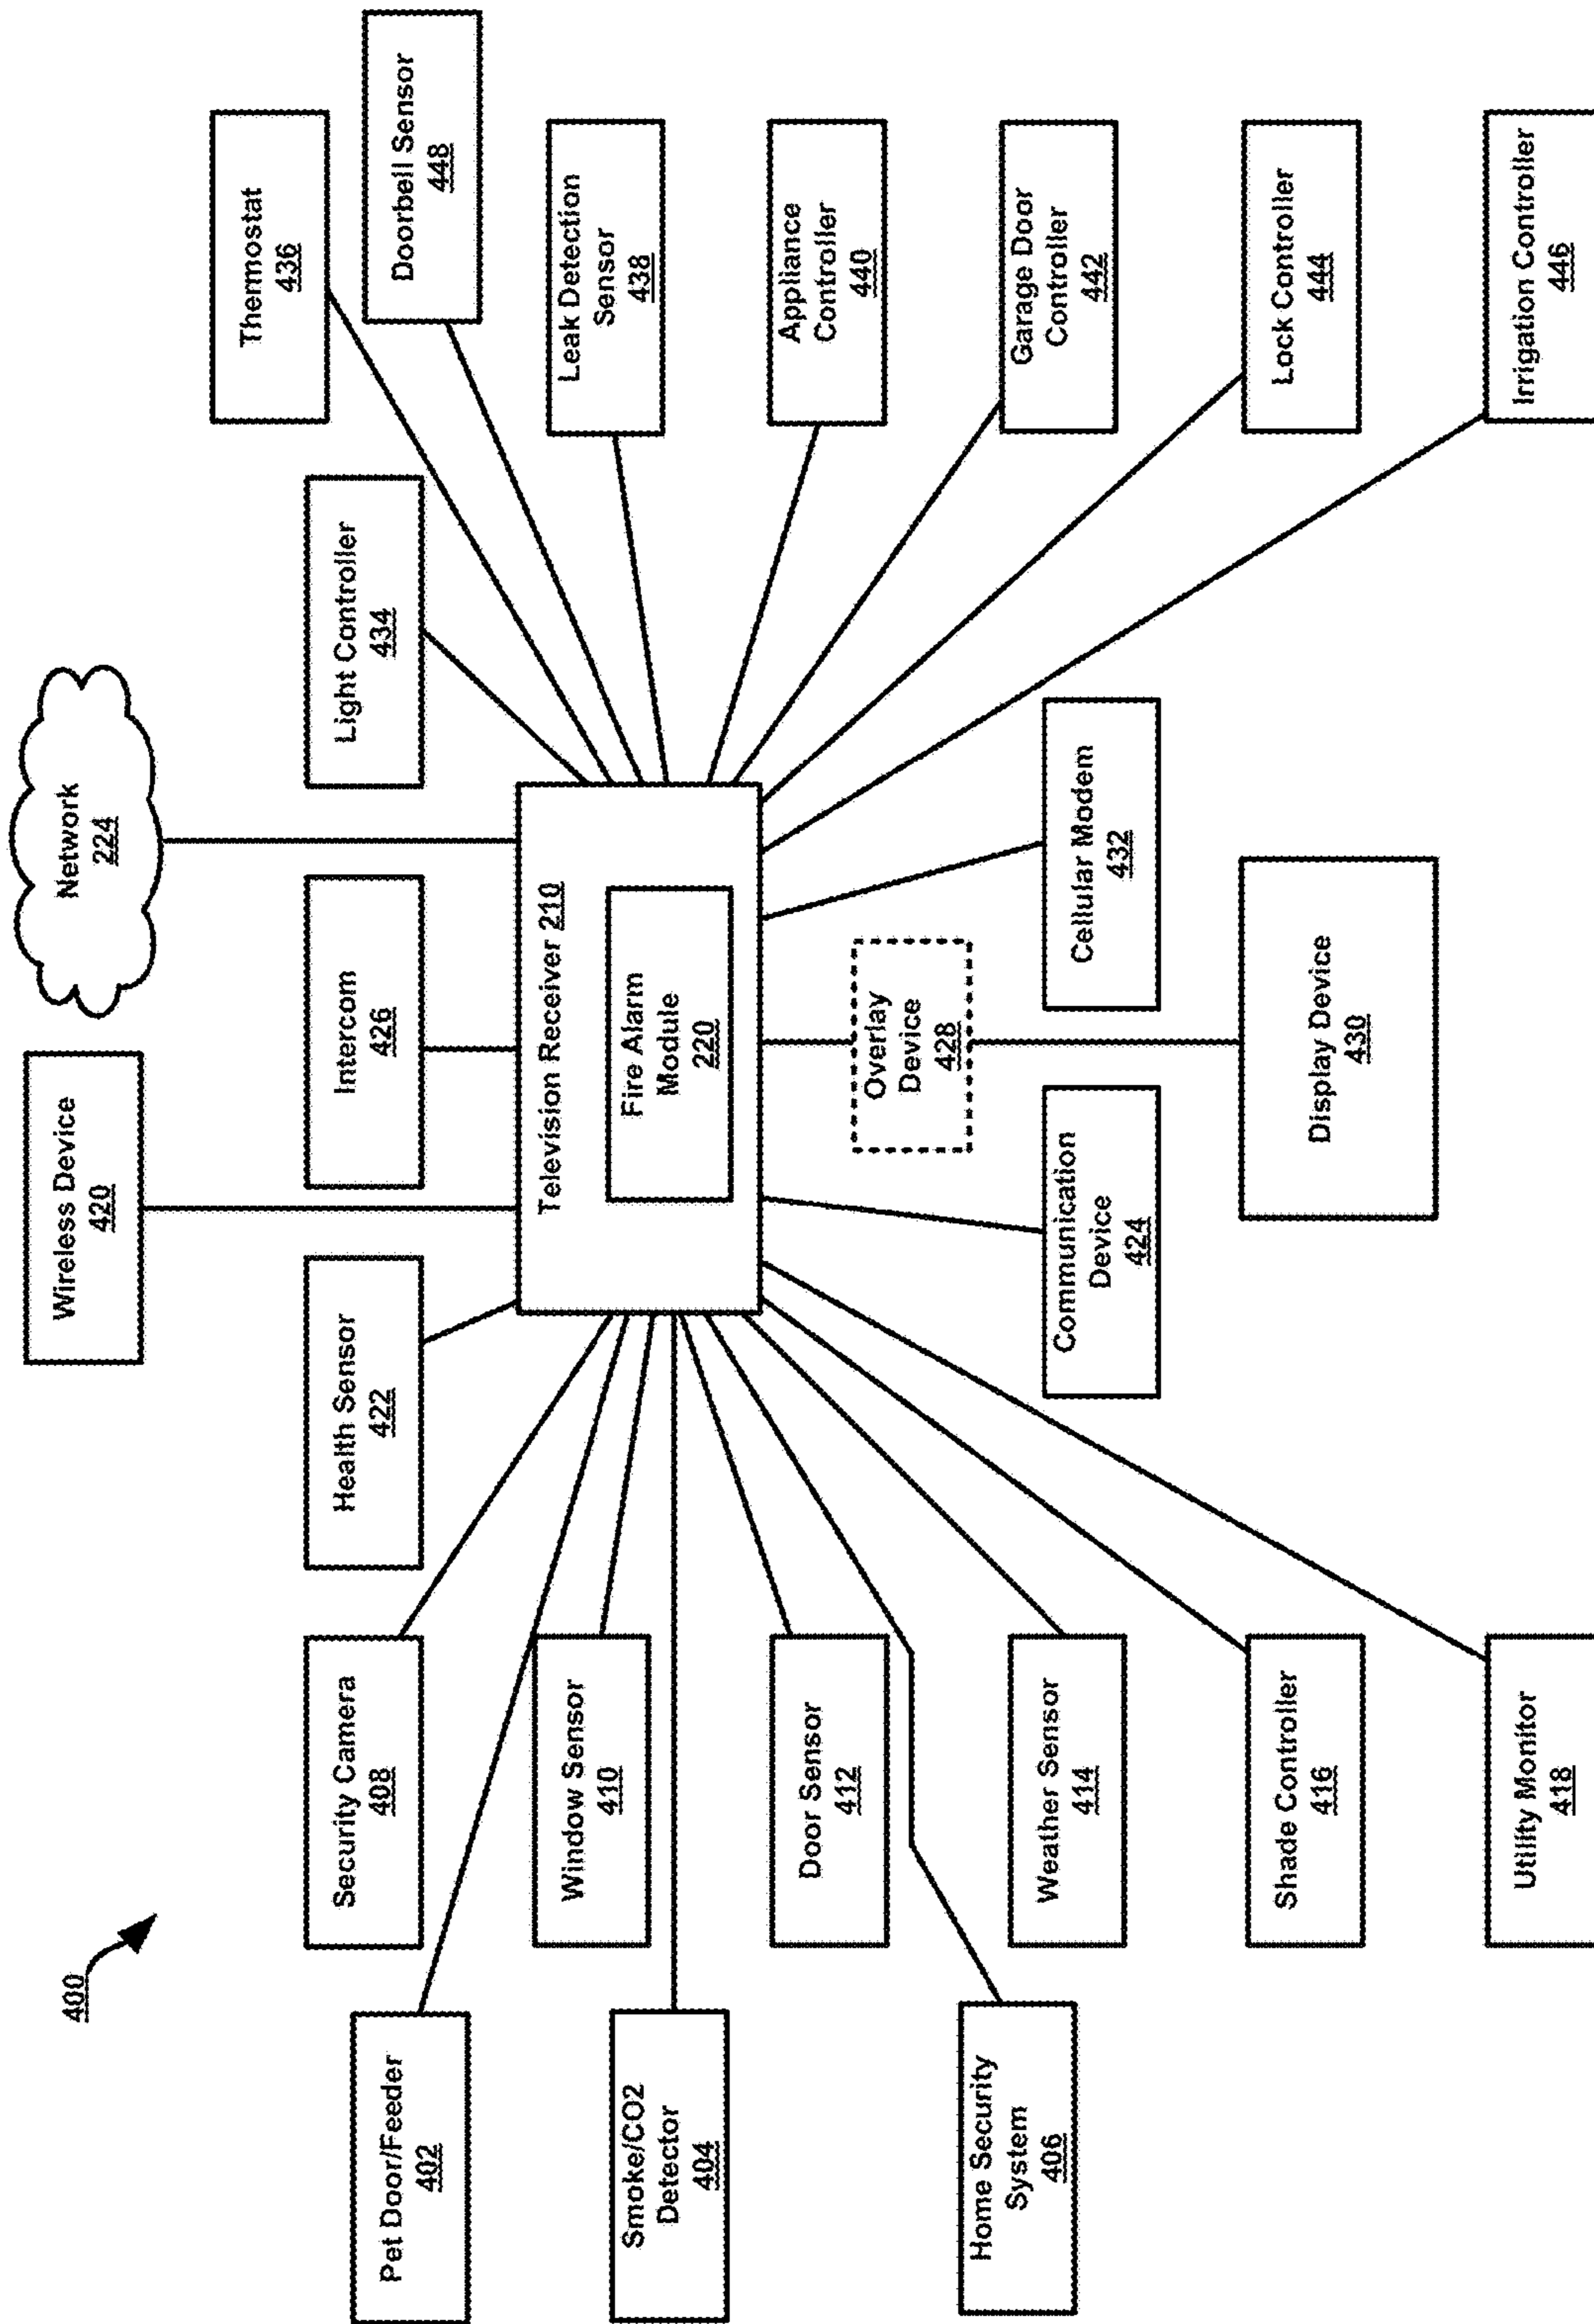 400
Wireless Device
420
Network
224
Pet Door/Feeder
402
Security Camera
408
Health Sensor
422
Intercom
426
Light Controller
434
Thermostat
436
Doorbell Sensor
448
Smoke/CO2
Detector
404
Window Sensor
410
Television Receiver 210
Fire Alarm
Module
220
Leak Detection
Sensor
438
Door Sensor
412
Overlay
Device
428
Appliance
Controller
440
Home Security
System
406
Weather Sensor
414
Communication
Device
424
Cellular Modem
432
Garage Door
Controller
442
Shade Controller
416
Display Device
430
Lock Controller
444
Utility Monitor
418
Irrigation Controller
446